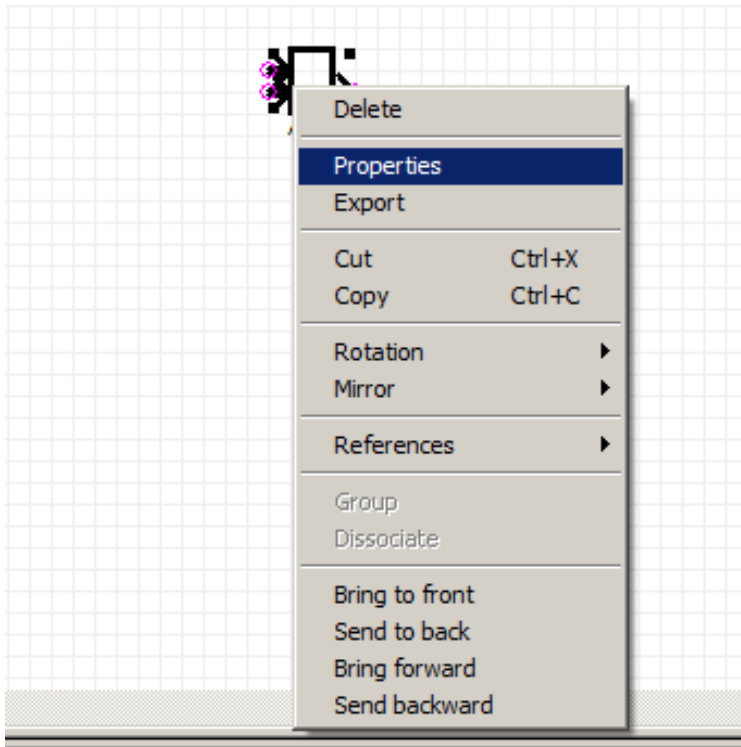 Delete
Properties
Export
Cut Ctrl+X
Copy Ctrl+C
Rotation
Mirror
References
Group
Dissociate
Bring to front
Send to back
Bring forward
Send backward